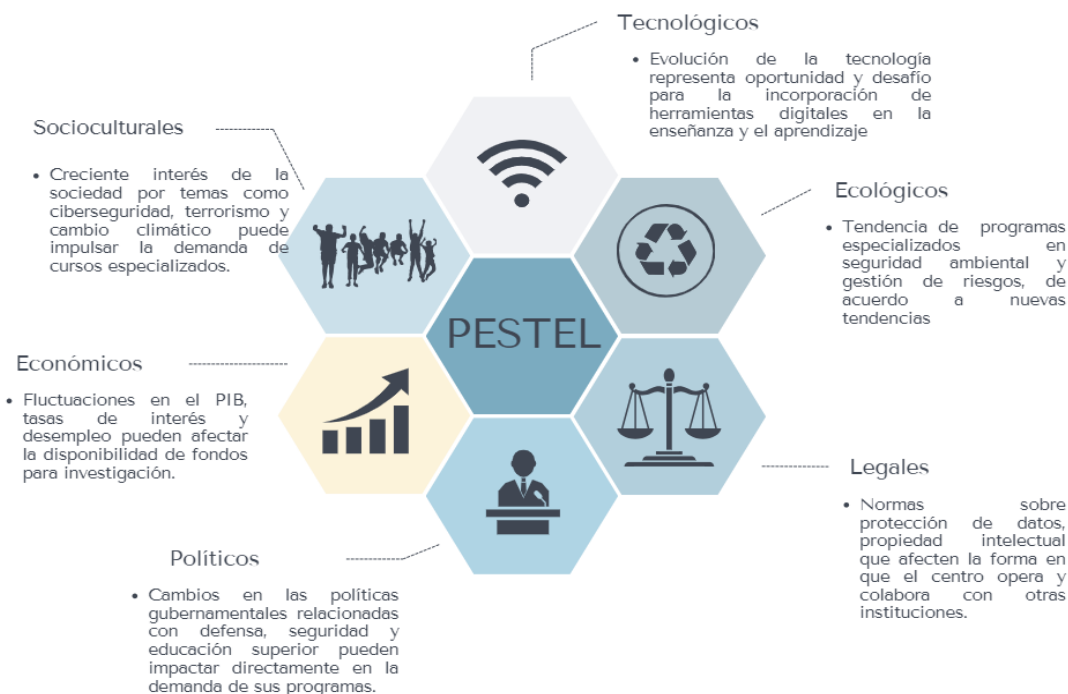 Tecnológicos
• Evolución de la tecnología
representa oportunidad y desafío
para la incorporación de
herramientas digitales en la
enseñanza y el aprendizaje
Socioculturales
• Creciente interés de la
sociedad por temas como
ciberseguridad, terrorismo y
cambio climático puede
impulsar la demanda de
cursos especializados.
Ecológicos
• Tendencia de programas
especializados en
seguridad ambiental y
gestión de riesgos, de
acuerdo a nuevas
tendencias
PESTEL
Económicos
• Fluctuaciones en el PIB,
tasas de interés y
desempleo pueden afectar
la disponibilidad de fondos
para investigación.
Legales
• Normas sobre
protección de datos,
propiedad intelectual
que afecten la forma en
que el centro opera y
colabora con otras
instituciones.
Políticos
• Cambios en las políticas
gubernamentales relacionadas
con defensa, seguridad y
educación superior pueden
impactar directamente en la
demanda de sus programas.